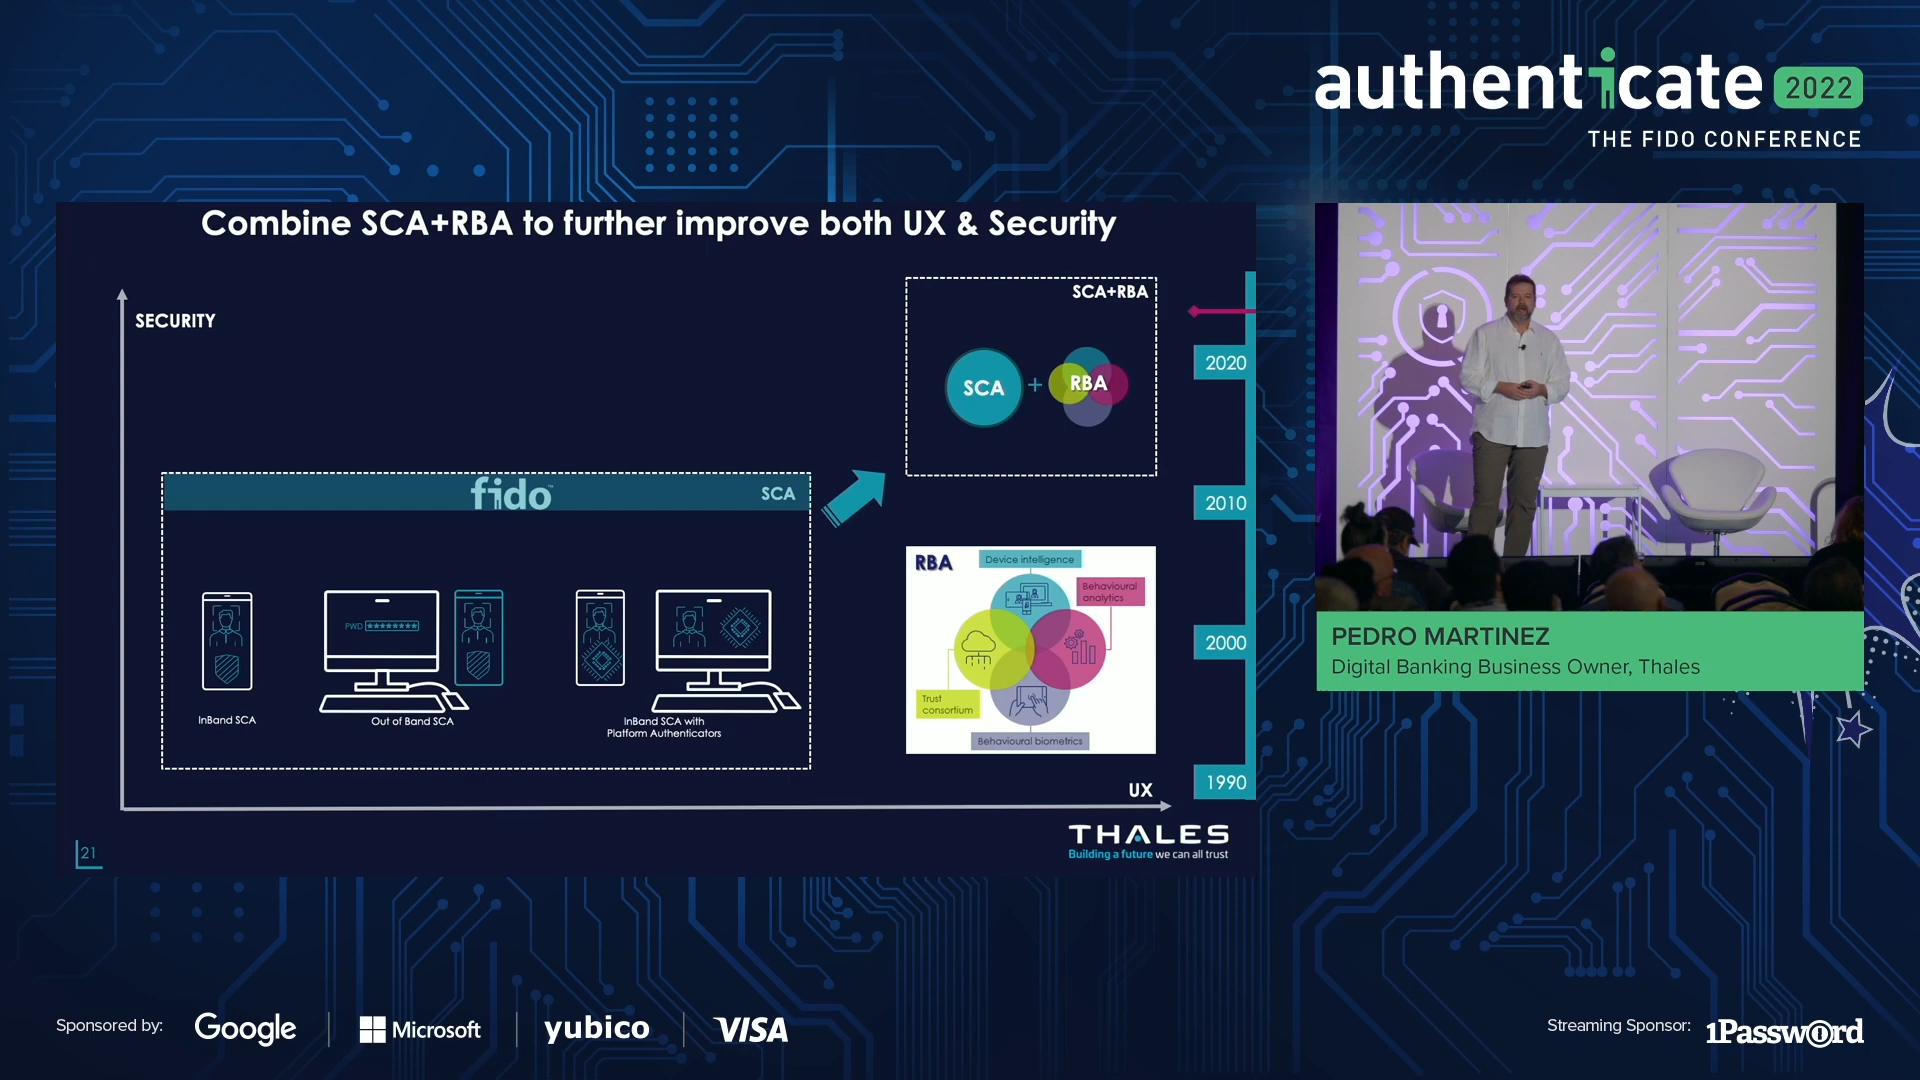 authenticate 2022
THE FIDO CONFERENCE
Combine SCA+RBA to further improve both UX & Security
SECURITY
SCA+RBA
SCA + RBA
2020
fido™ SCA
2010
RBA
Device intelligence
Behavioural
analytics
PWD ********
2000
Trust
consortium
InBand SCA
Out of Band SCA
InBand SCA with
Platform Authenticators
Behavioural biometrics
UX
1990
THALES
Building a future we can all trust
21
PEDRO MARTINEZ
Digital Banking Business Owner, Thales
Sponsored by:
Google
Microsoft
yubico
VISA
Streaming Sponsor:
1Password